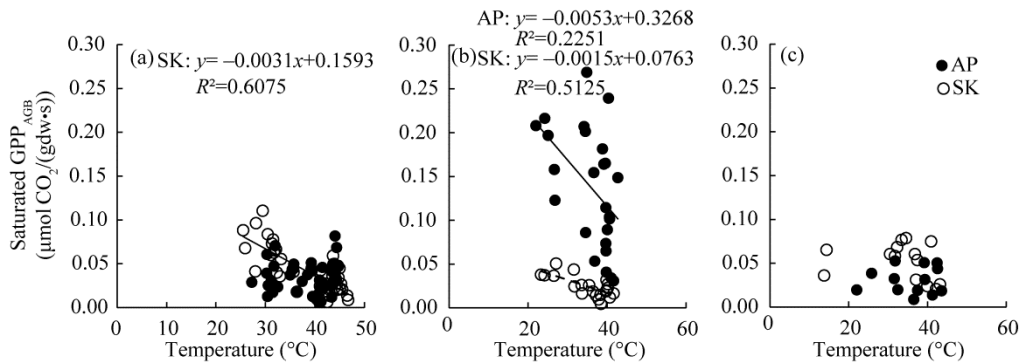 AP: y= –0.0053x+0.3268
R²=0.2251
(a) SK: y= –0.0031x+0.1593
R²=0.6075
(b) SK: y= –0.0015x+0.0763
R²=0.5125
(c)
AP
SK
Saturated GPP_AGB
(μmol CO₂/(gdw•s))
0.30
0.25
0.20
0.15
0.10
0.05
0.00
0 10 20 30 40 50
Temperature (°C)
0.30
0.25
0.20
0.15
0.10
0.05
0.00
0 20 40 60
Temperature (°C)
0.30
0.25
0.20
0.15
0.10
0.05
0.00
0 20 40 60
Temperature (°C)